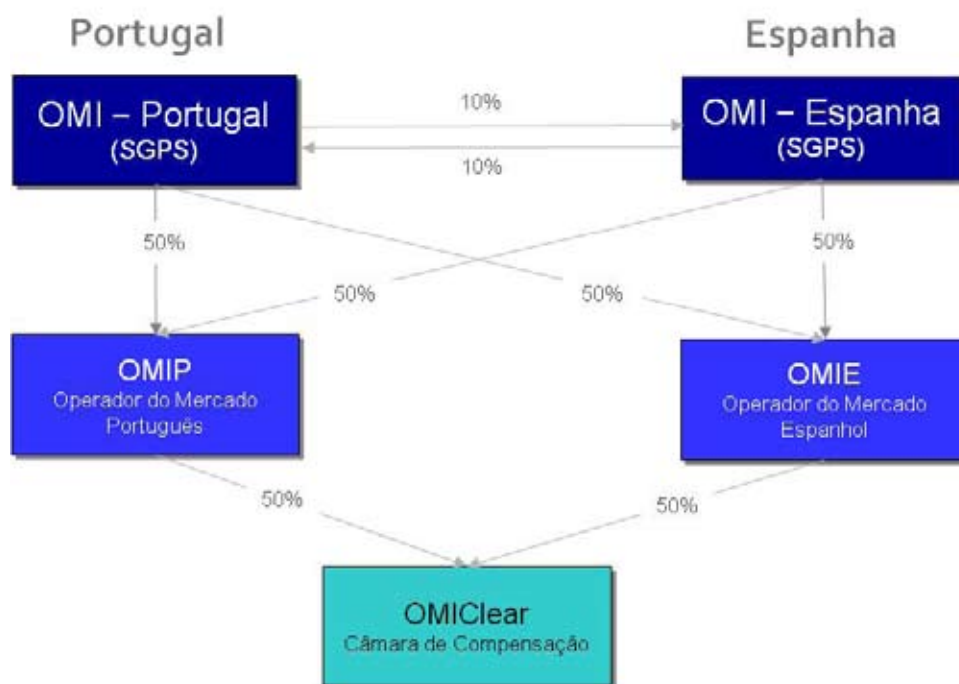 Portugal
Espanha
OMI – Portugal
(SGPS)
10%
OMI – Espanha
(SGPS)
10%
50%
50%
50%
50%
OMIP
Operador do Mercado
Português
OMIE
Operador do Mercado
Espanhol
50%
50%
OMIClear
Câmara de Compensação